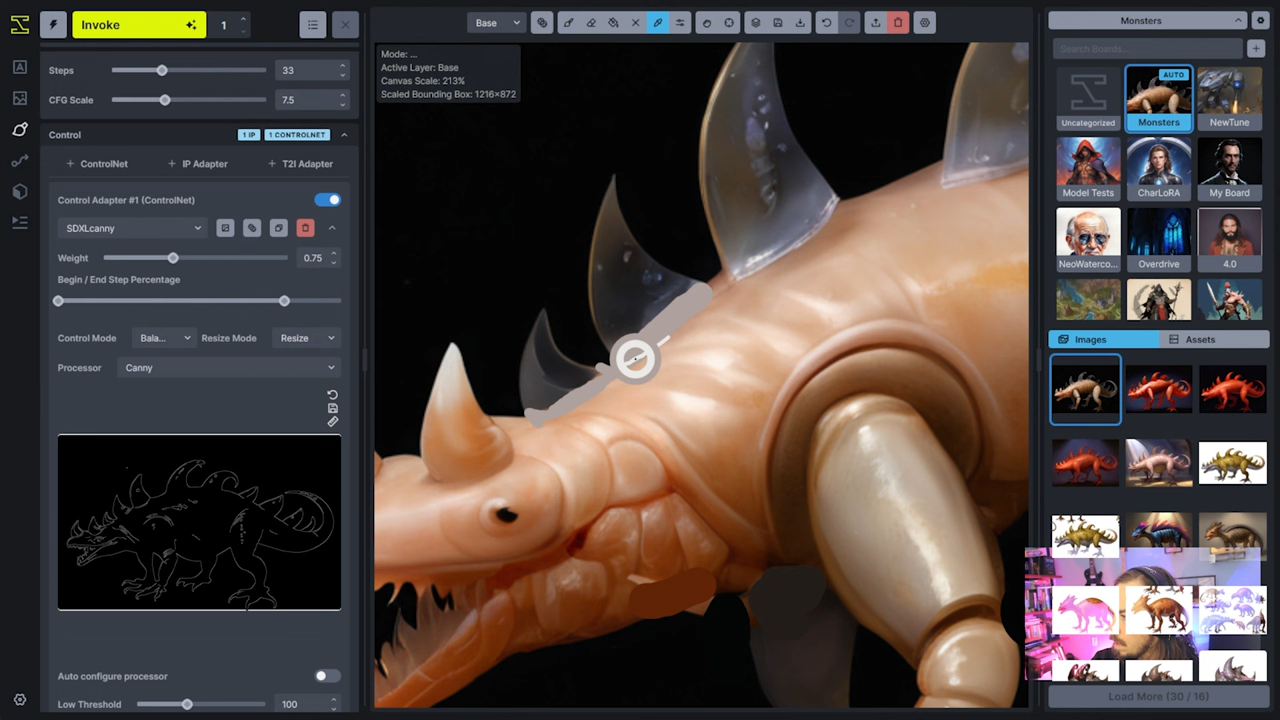 Invoke
1
Steps
33
CFG Scale
7.5
Control
1 IP
1 CONTROLNET
+ ControlNet
+ IP Adapter
+ T2I Adapter
Control Adapter #1 (ControlNet)
SDXLcanny
Weight
0.75
Begin / End Step Percentage
Control Mode
Bala...
Resize Mode
Resize
Processor
Canny
Auto configure processor
Low Threshold
100
Base
Mode: ...
Active Layer: Base
Canvas Scale: 213%
Scaled Bounding Box: 1216×872
Monsters
Search Boards...
AUTO
Uncategorized
Monsters
NewTune
Model Tests
CharLoRA
My Board
NeoWaterco...
Overdrive
4.0
Images
Assets
Load More (30 / 16)